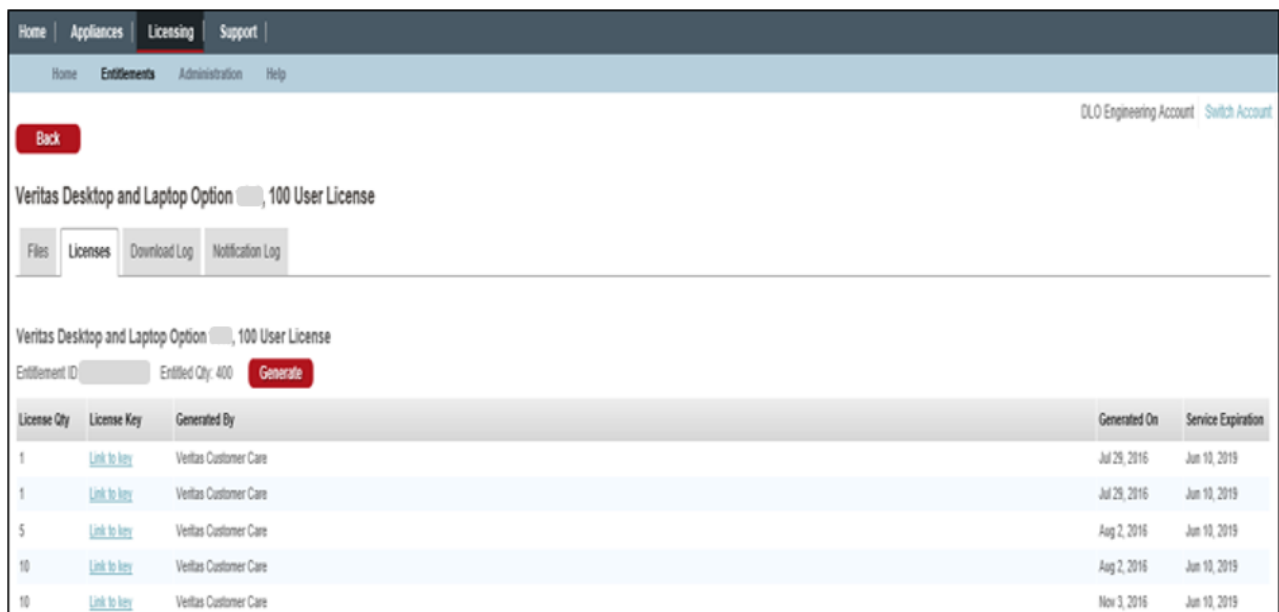 Home | Appliances | Licensing | Support |
Home Entitlements Administration Help
DLO Engineering Account Switch Account
Back
Veritas Desktop and Laptop Option , 100 User License
Files Licenses Download Log Notification Log
Veritas Desktop and Laptop Option , 100 User License
Entitlement ID Entitled Qty: 400 Generate
License Qty License Key Generated By Generated On Service Expiration
1 Link to key Veritas Customer Care Jul 29, 2016 Jun 10, 2019
1 Link to key Veritas Customer Care Jul 29, 2016 Jun 10, 2019
5 Link to key Veritas Customer Care Aug 2, 2016 Jun 10, 2019
10 Link to key Veritas Customer Care Aug 2, 2016 Jun 10, 2019
10 Link to key Veritas Customer Care Nov 3, 2016 Jun 10, 2019